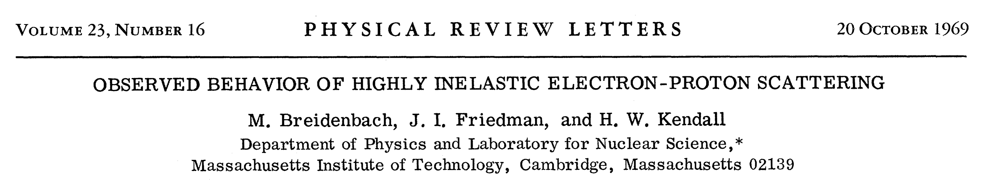 VOLUME 23, NUMBER 16 PHYSICAL REVIEW LETTERS 20 OCTOBER 1969
OBSERVED BEHAVIOR OF HIGHLY INELASTIC ELECTRON-PROTON SCATTERING
M. Breidenbach, J. I. Friedman, and H. W. Kendall
Department of Physics and Laboratory for Nuclear Science,*
Massachusetts Institute of Technology, Cambridge, Massachusetts 02139